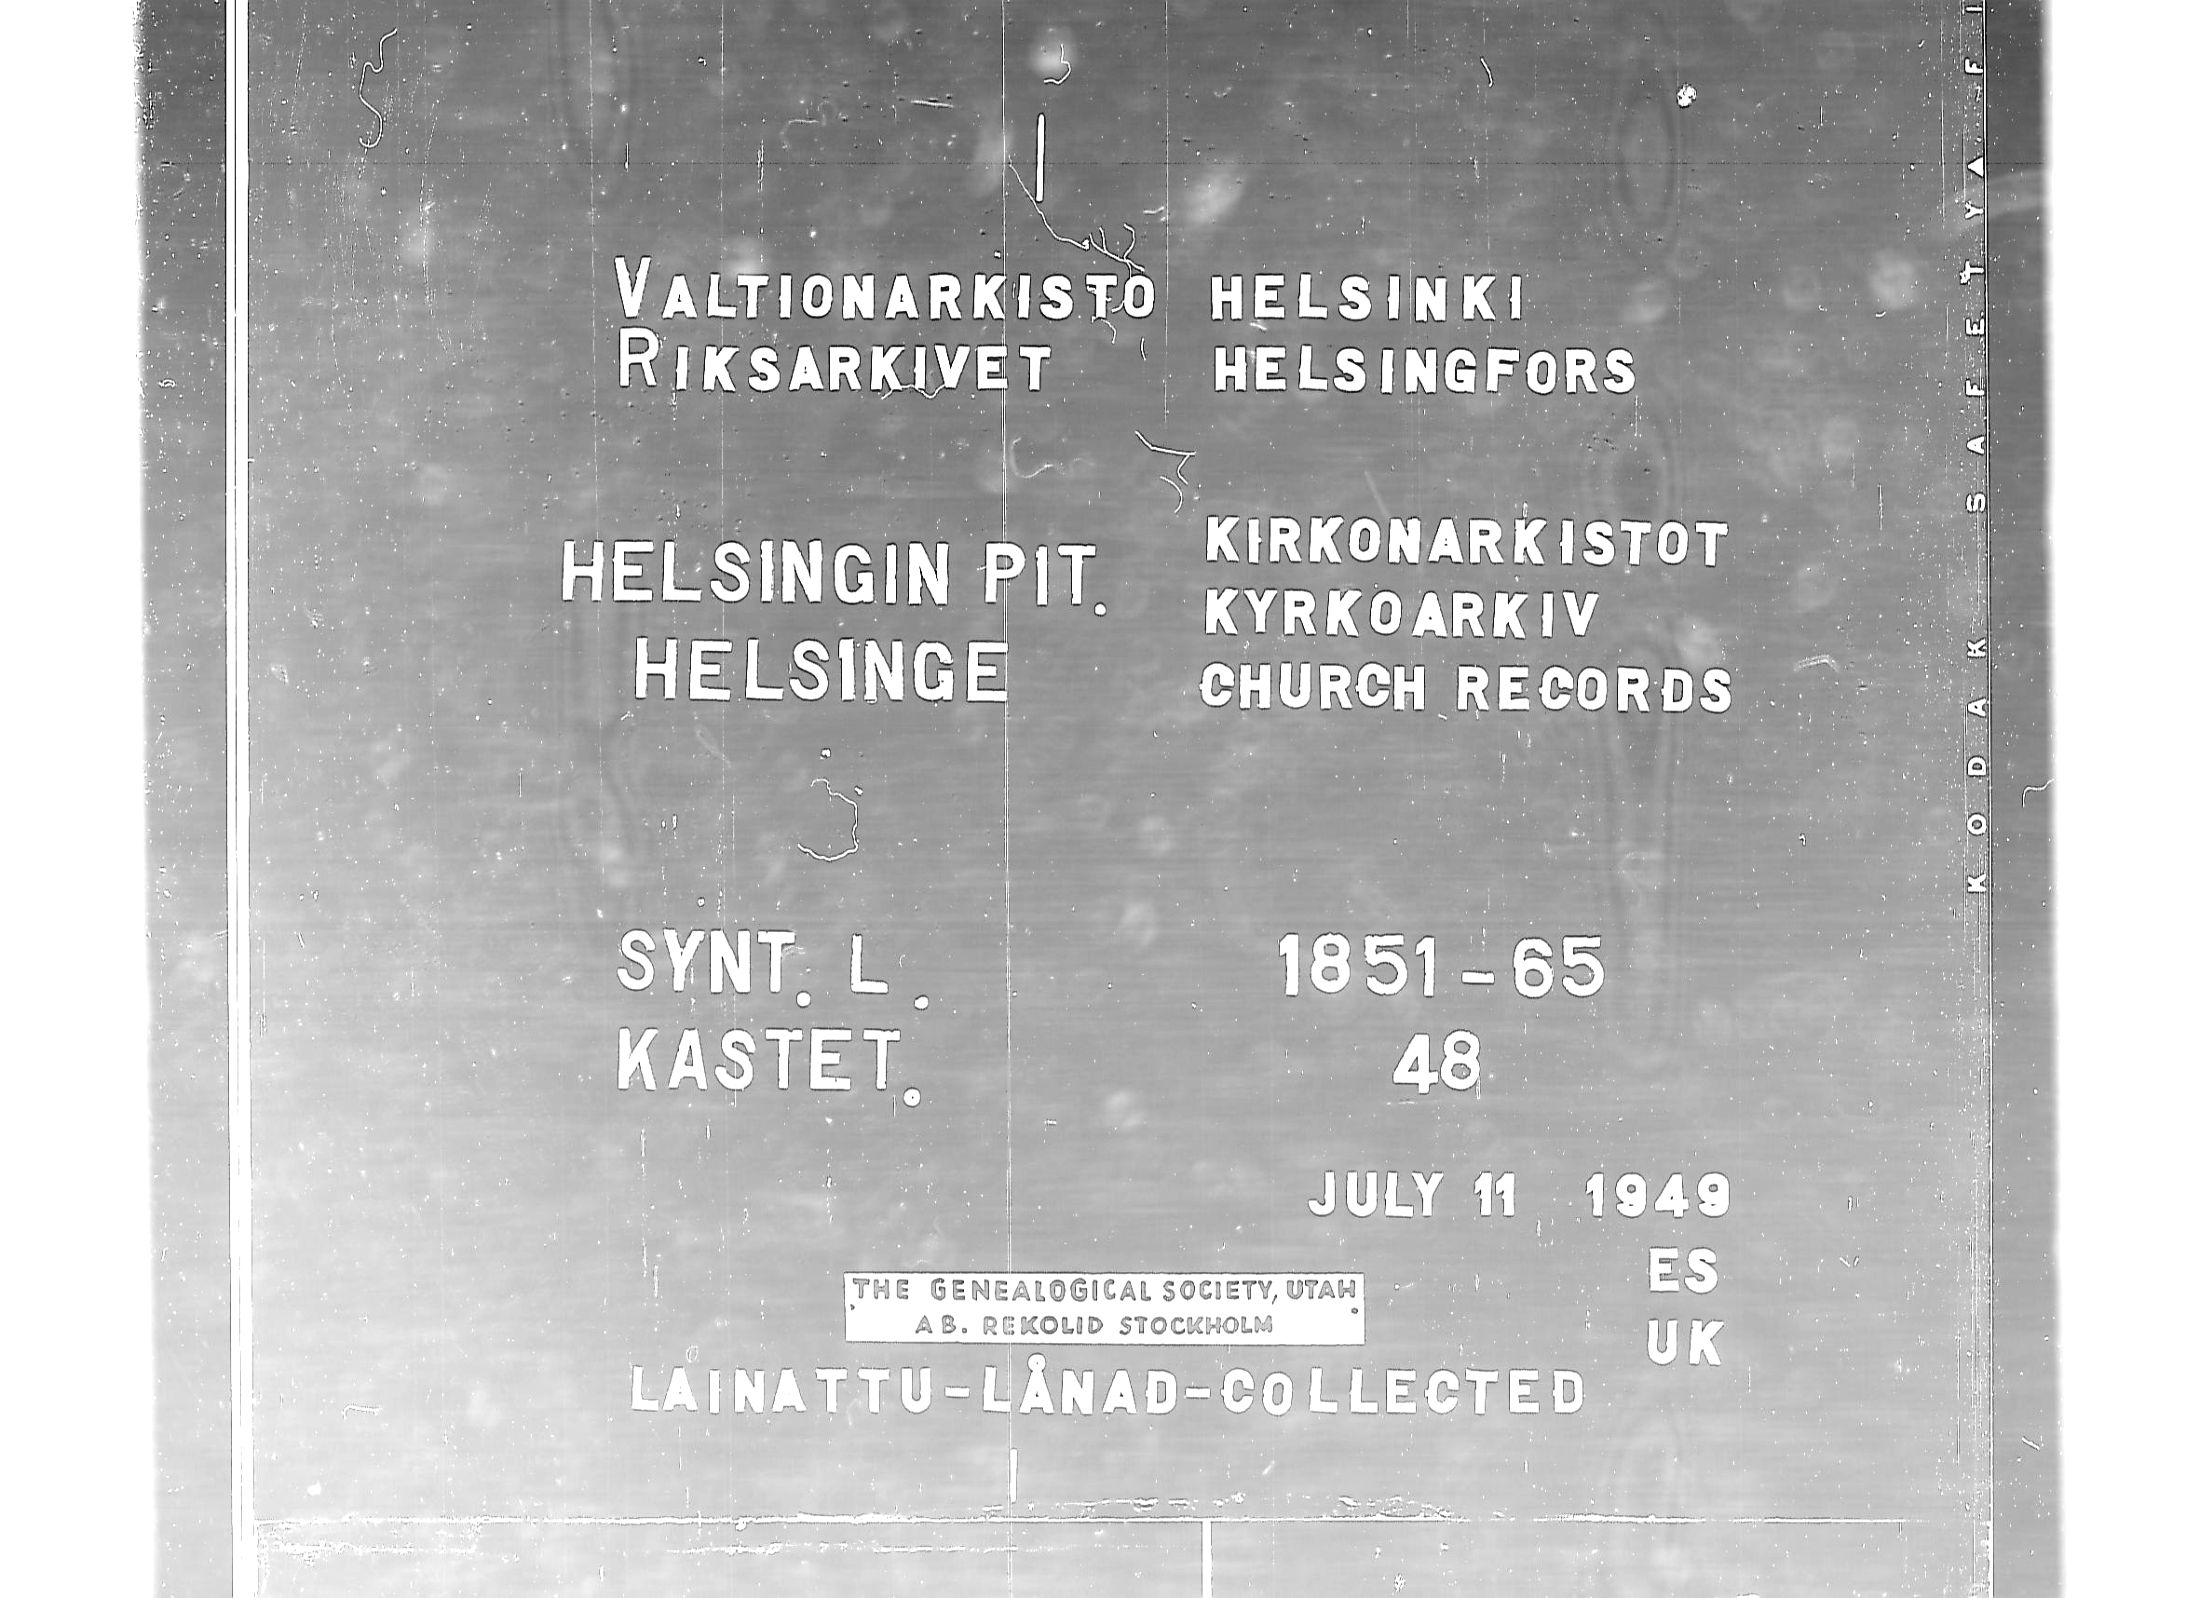 VALTIONARKISTO HELSINKI
RIKSARKIVET HELSINGFORS
HELSINGIN PIT.
HELSINGE
KIRKONARKISTOT
KYRKOARKIV
CHURCH RECORDS
SYNT. L. 1851-65
KASTET. 48
JULY 11 1949
ES
UK
THE GENEALOGICAL SOCIETY, UTAH
AB. REKOLID STOCKHOLM
LAINATTU-LÅNAD-COLLECTED
KODAK SAFETY ▲ FI